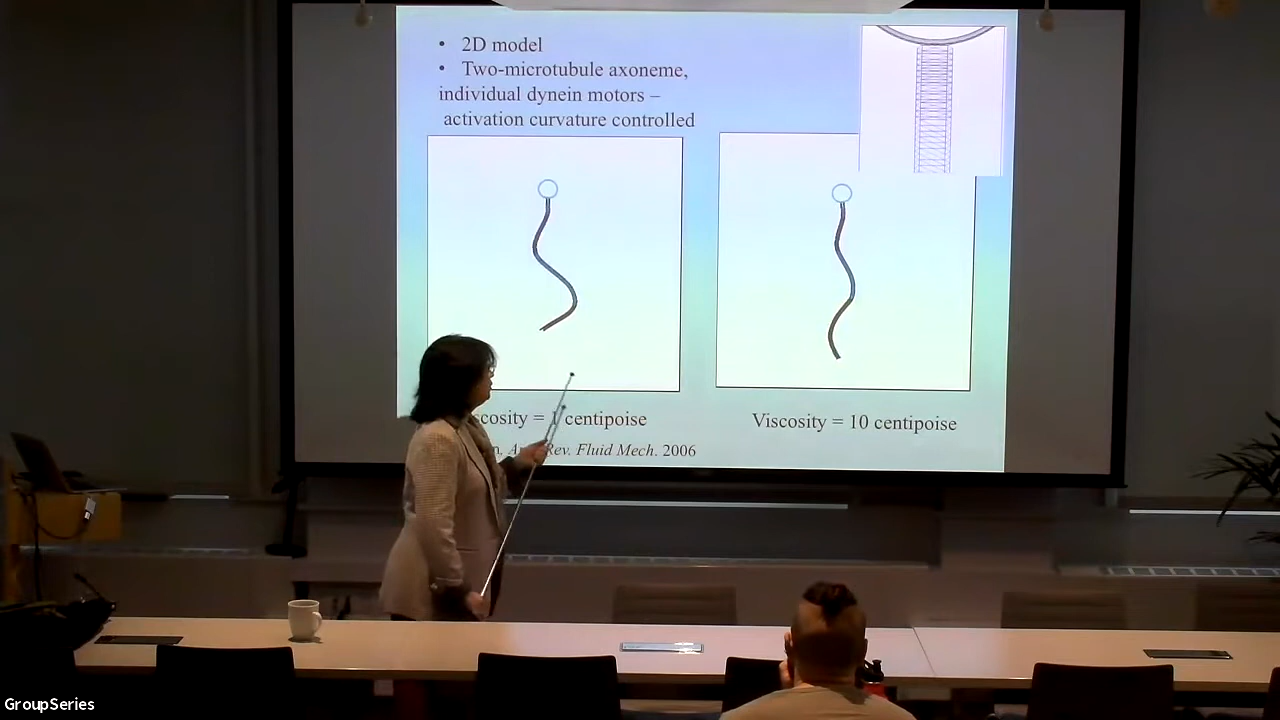 • 2D model
• Two-microtubule axoneme,
individual dynein motors –
activation curvature controlled
= 1 centipoise
Viscosity = 10 centipoise
Rev. Fluid Mech. 2006
GroupSeries